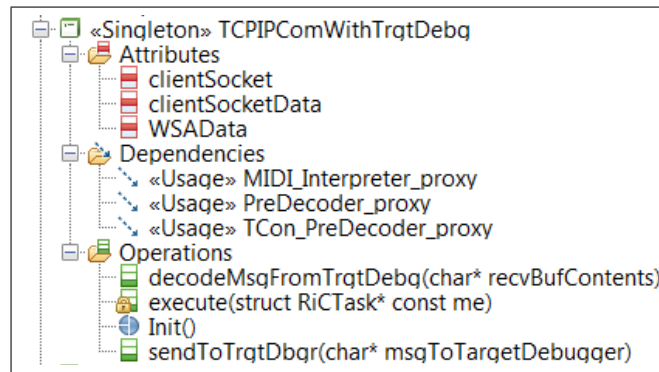 «Singleton» TCPIPComWithTrgtDebg
Attributes
clientSocket
clientSocketData
WSAData
Dependencies
«Usage» MIDI_Interpreter_proxy
«Usage» PreDecoder_proxy
«Usage» TCon_PreDecoder_proxy
Operations
decodeMsgFromTrgtDebg(char* recvBufContents)
execute(struct RiCTask* const me)
Init()
sendToTrgtDbgr(char* msgToTargetDebugger)